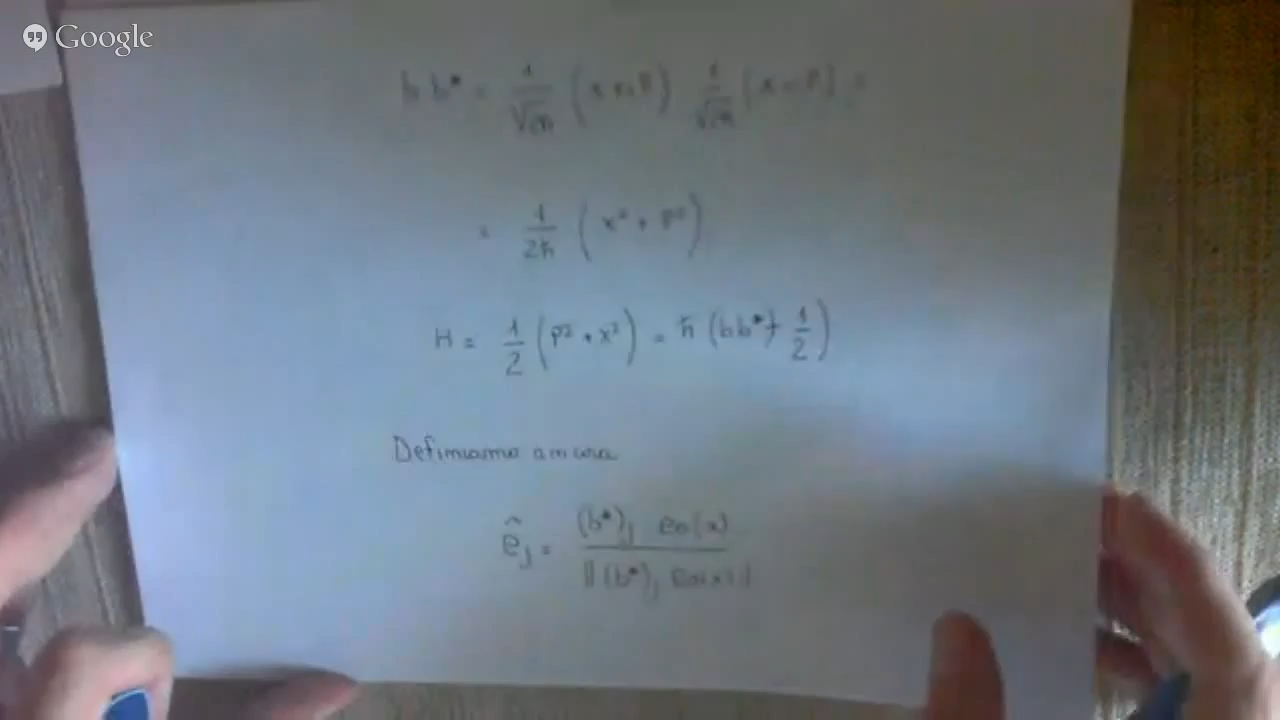 Google
b b* = 1/√2ħ (x + iP) 1/√2ħ (x - iP) =
= 1/2ħ (x² + P²)
H = 1/2 (P² + x²) = ħ (bb* + 1/2)
Definiamo ancora
ê_j = (b*)_j e₀(x) / ||(b*)_j e₀(x)||